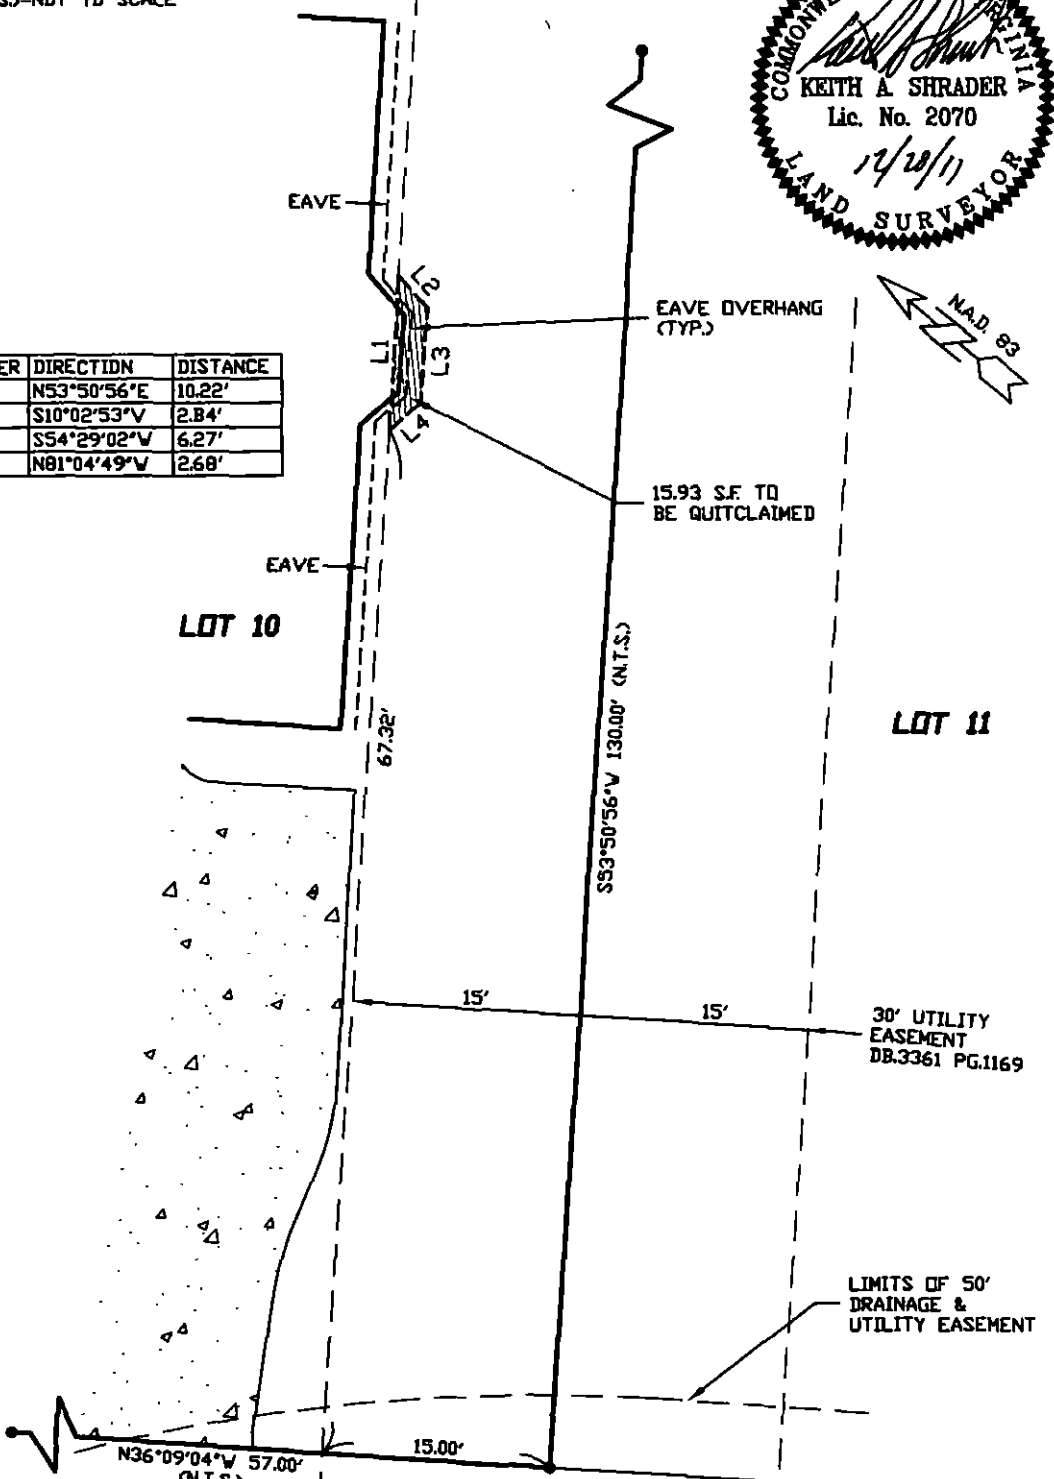 S.)-NOT TO SCALE
COMMONWE
RGINIA
KEITH A. SHRADER
Lic. No. 2070
12/28/11
LAND SURVEYOR
N.A.D. 83
EAVE
L2
EAVE OVERHANG
(TYP.)
L1
L3
ER DIRECTION DISTANCE
N53°50'56"E 10.22'
S10°02'53"W 2.84'
S54°29'02"W 6.27'
N81°04'49"W 2.68'
L4
15.93 S.F. TO
BE QUITCLAIMED
EAVE
LOT 10
S53°50'56"W 130.00' (N.T.S.)
67.32'
LOT 11
15'
15'
30' UTILITY
EASEMENT
DB.3361 PG.1169
LIMITS OF 50'
DRAINAGE &
UTILITY EASEMENT
15.00'
N36°09'04"W 57.00'
(N.T.S.)